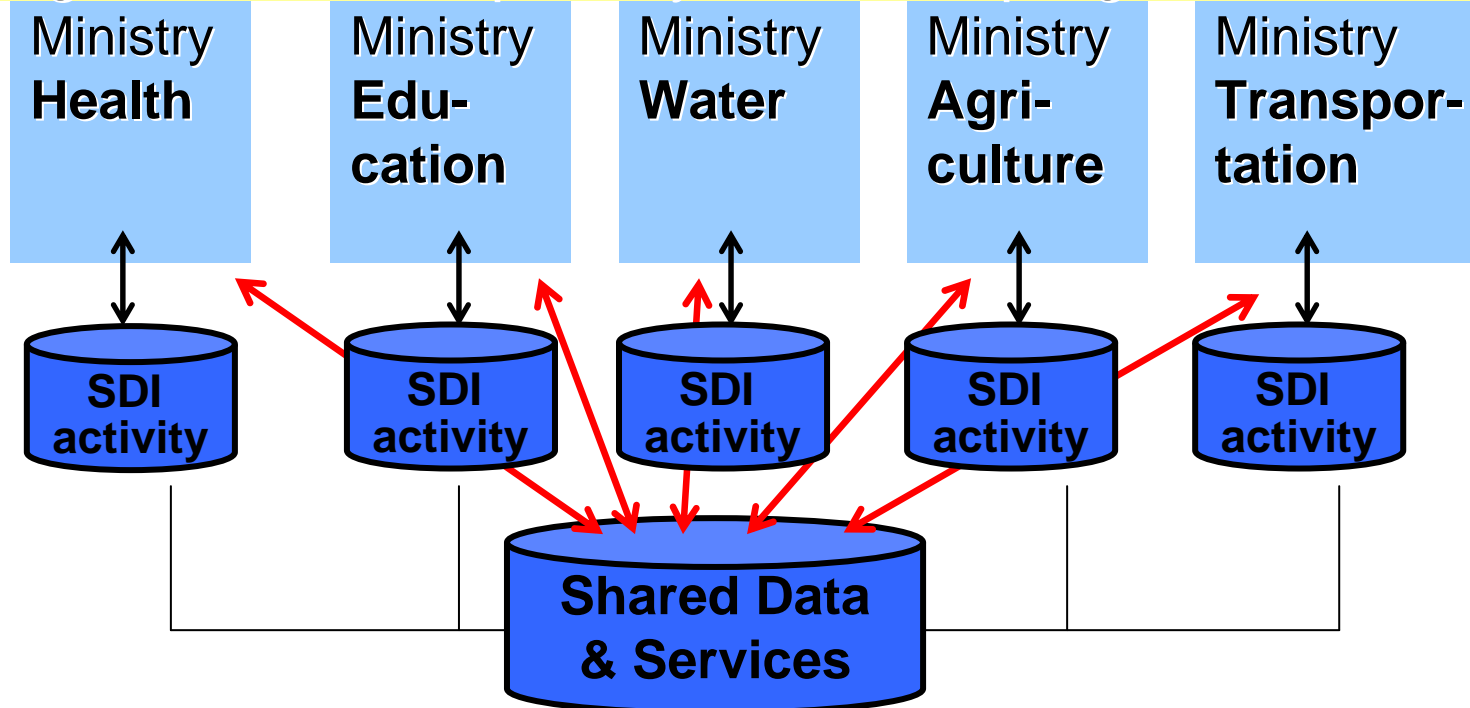 Ministry
Health
Ministry
Edu-
cation
Ministry
Water
Ministry
Agri-
culture
Ministry
Transpor-
tation
SDI
activity
SDI
activity
SDI
activity
SDI
activity
SDI
activity
Shared Data
& Services